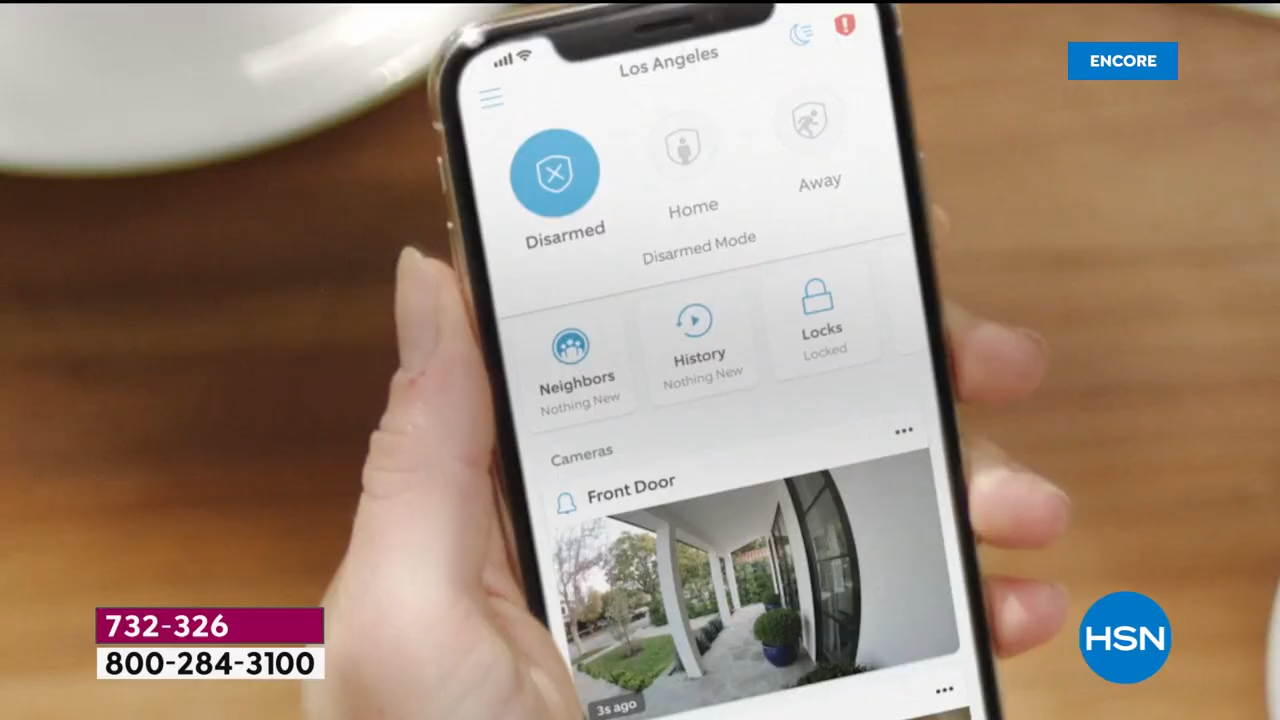 ENCORE
Los Angeles
Disarmed
Home
Away
Disarmed Mode
Neighbors
Nothing New
History
Nothing New
Locks
Locked
Cameras
Front Door
3s ago
732-326
800-284-3100
HSN